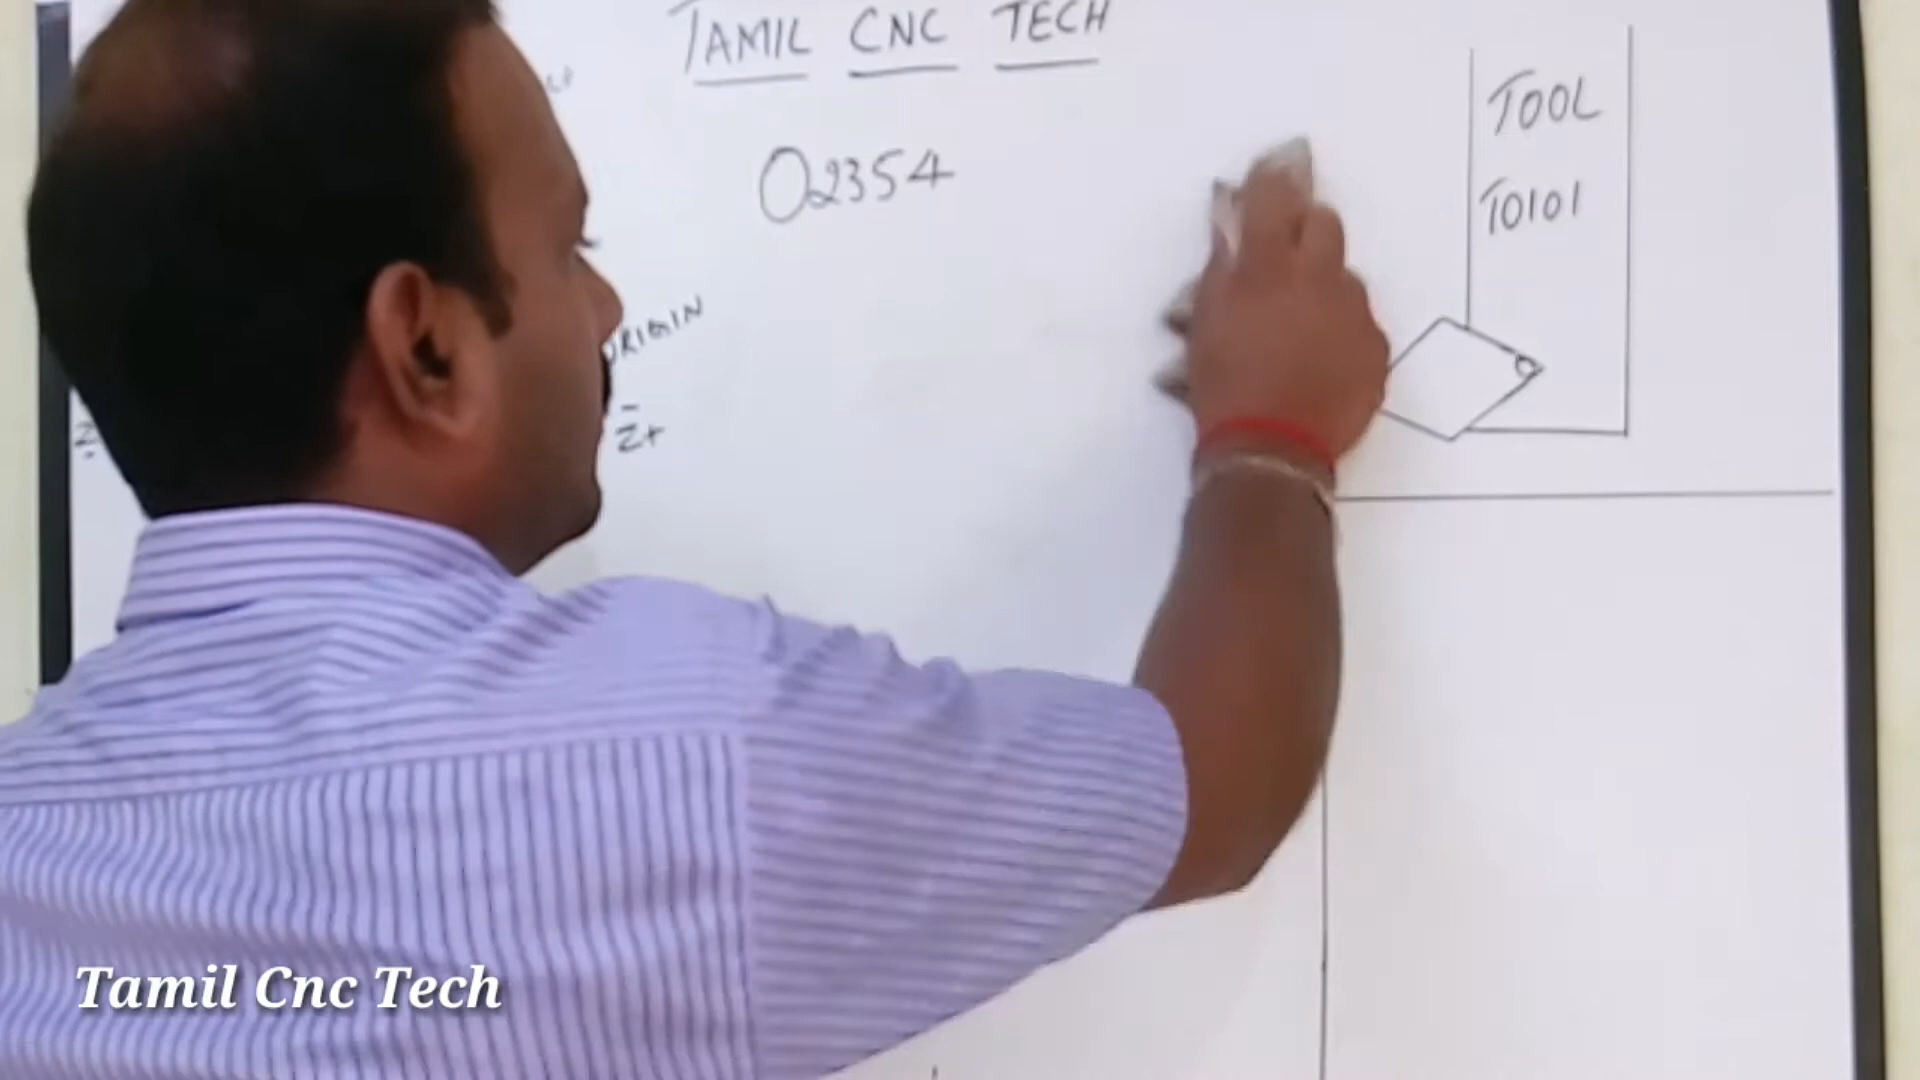 TAMIL CNC TECH
O2354
TOOL
T0101
Z+
Z-
Tamil Cnc Tech